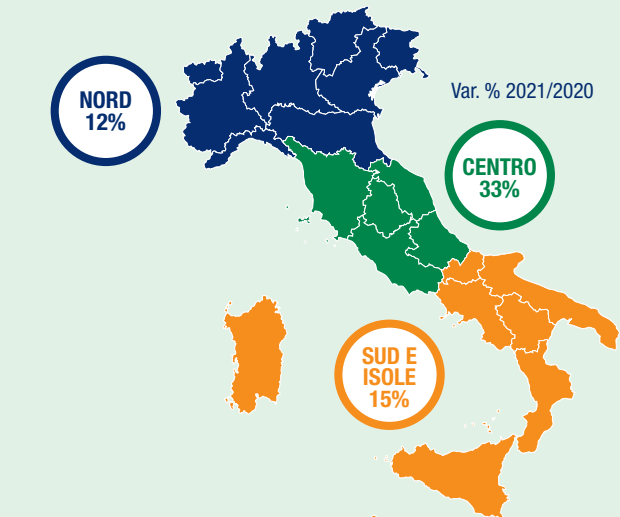 NORD
12%
Var. % 2021/2020
CENTRO
33%
SUD E
ISOLE
15%